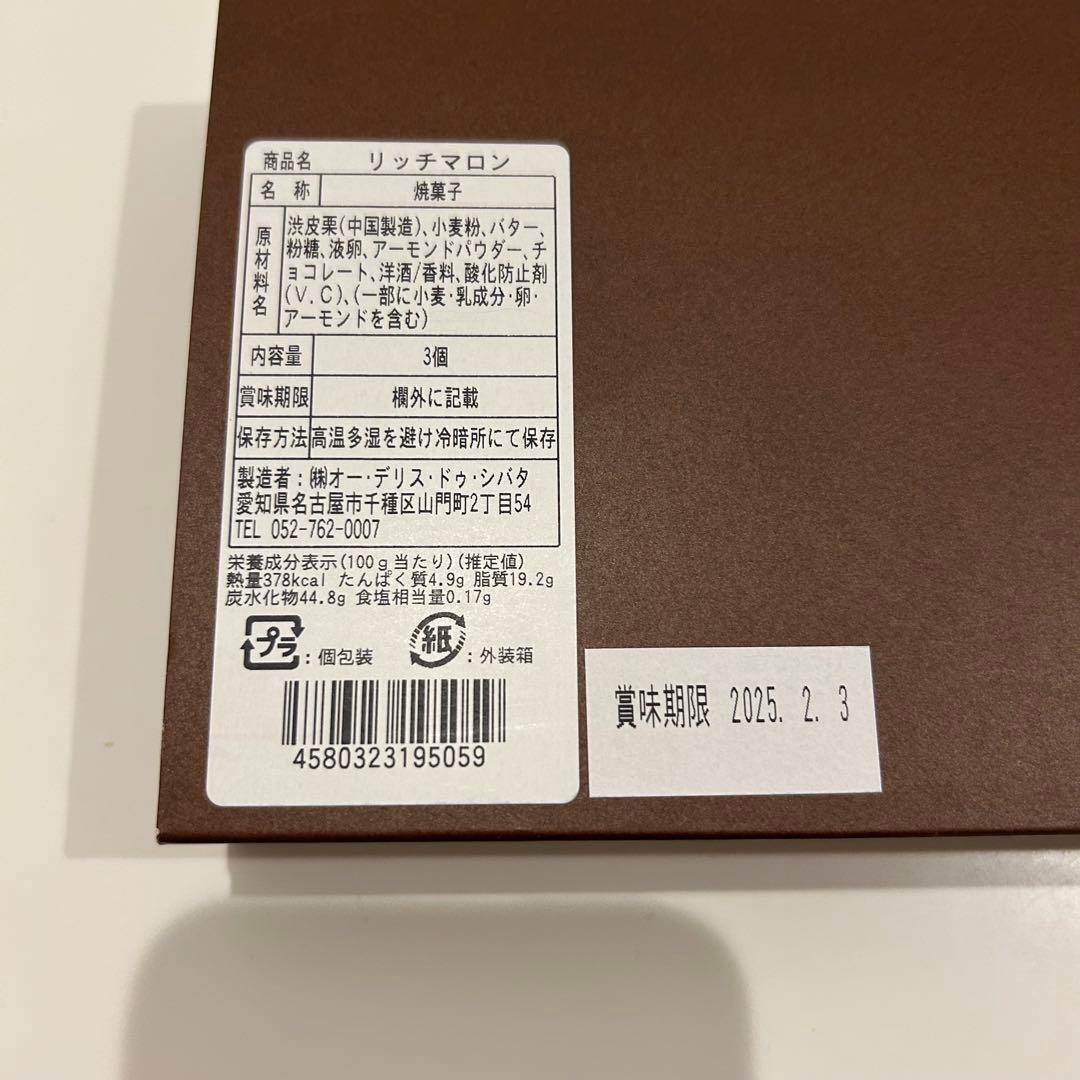 商品名 リッチマロン
名 称 焼菓子
原材料名
渋皮栗(中国製造)、小麦粉、バター、
粉糖、液卵、アーモンドパウダー、チ
ョコレート、洋酒/香料、酸化防止剤
(V.C)、(一部に小麦・乳成分・卵・
アーモンドを含む)
内容量 3個
賞味期限 欄外に記載
保存方法 高温多湿を避け冷暗所にて保存
製造者:㈱オー・デリス・ドゥ・シバタ
愛知県名古屋市千種区山門町2丁目54
TEL 052-762-0007
栄養成分表示(100g当たり)(推定値)
熱量378kcal たんぱく質4.9g 脂質19.2g
炭水化物44.8g 食塩相当量0.17g
プラ:個包装 紙:外装箱
4580323195059
賞味期限 2025. 2. 3